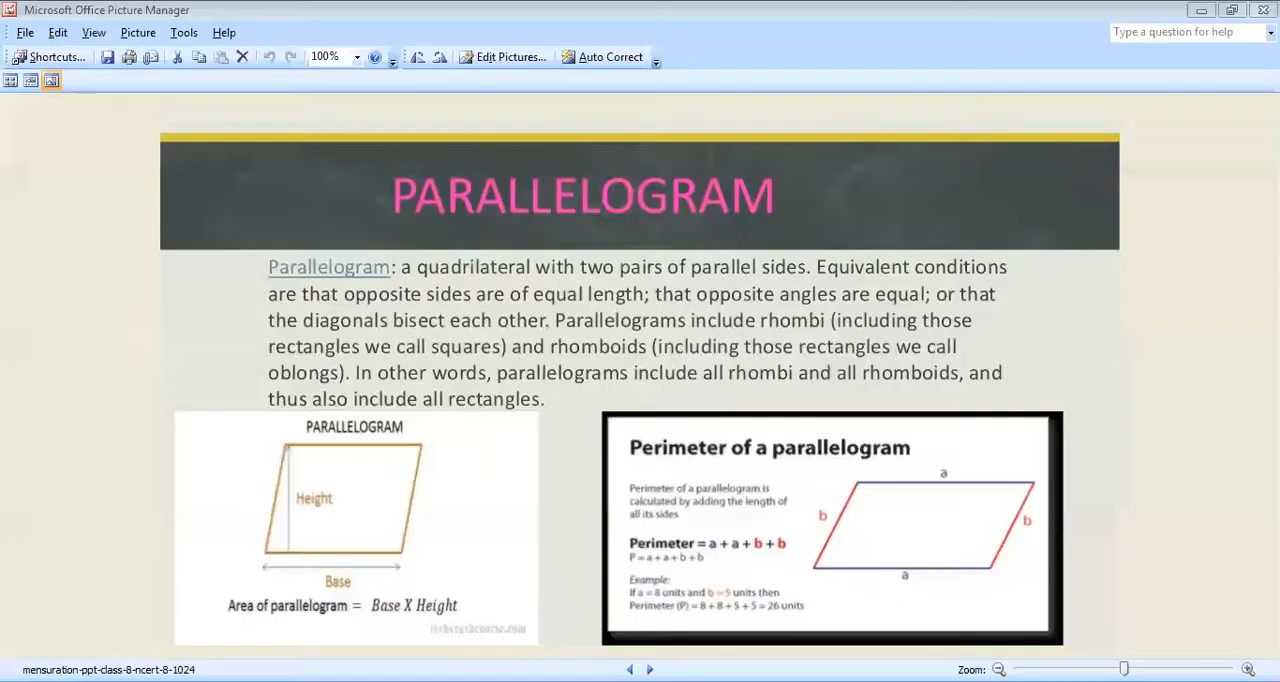 Microsoft Office Picture Manager
File Edit View Picture Tools Help
Type a question for help
Shortcuts... 100% Edit Pictures... Auto Correct
PARALLELOGRAM
Parallelogram: a quadrilateral with two pairs of parallel sides. Equivalent conditions
are that opposite sides are of equal length; that opposite angles are equal; or that
the diagonals bisect each other. Parallelograms include rhombi (including those
rectangles we call squares) and rhomboids (including those rectangles we call
oblongs). In other words, parallelograms include all rhombi and all rhomboids, and
thus also include all rectangles.
PARALLELOGRAM
Height
Base
Area of parallelogram = Base X Height
Perimeter of a parallelogram
Perimeter of a parallelogram is
calculated by adding the length of
all its sides
Perimeter = a + a + b + b
P = a + a + b + b
Example:
If a = 8 units and b = 5 units then
Perimeter (P) = 8 + 8 + 5 + 5 = 26 units
a
b
b
a
mensuration-ppt-class-8-ncert-8-1024
Zoom: